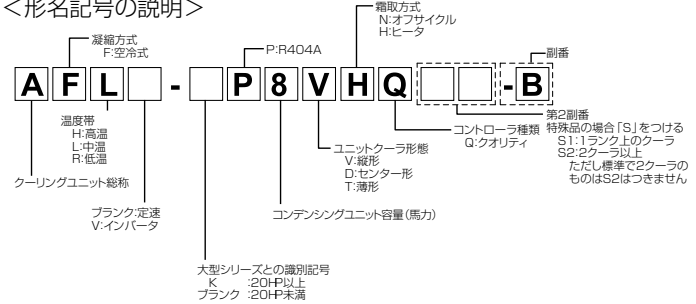 <形名記号の説明>
霜取方式
N:オフサイクル
H:ヒータ
凝縮方式
F:空冷式
P:R404A
副番
A F L - P 8 V H Q -B
温度帯
H:高温
L:中温
R:低温
クーリングユニット総称
ブランク:定速
V:インバータ
大型シリーズとの識別記号
K :20HP以上
ブランク :20HP未満
コンデンシングユニット容量(馬力)
ユニットクーラ形態
V:縦形
D:センター形
T:薄形
コントローラ種類
Q:クオリティ
第2副番
特殊品の場合「S」をつける
S1:1ランク上のクーラ
S2:2クーラ以上
ただし標準で2クーラの
ものはS2はつきません